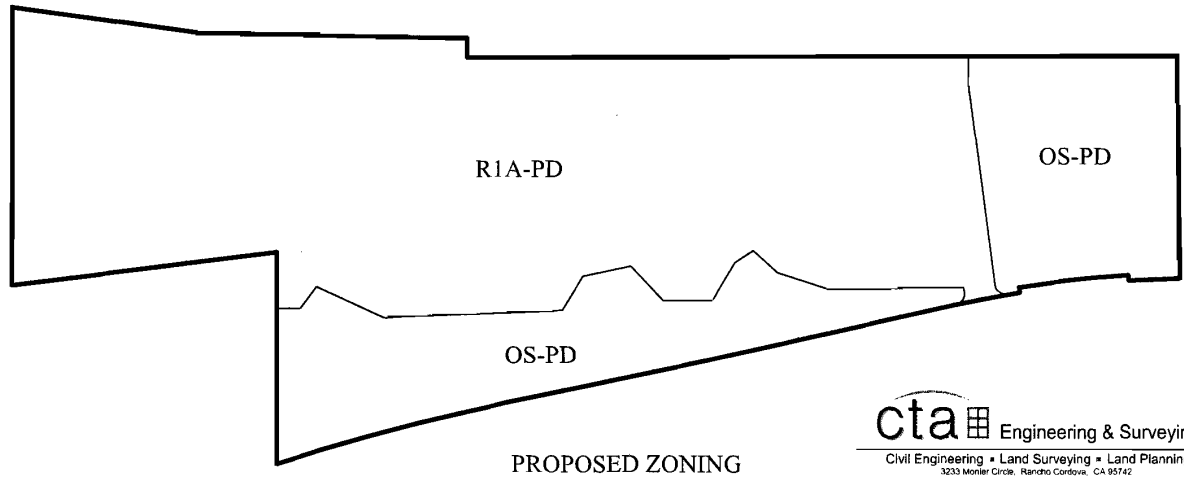 R1A-PD
OS-PD
OS-PD
PROPOSED ZONING
cta Engineering & Surveyin
Civil Engineering ▪ Land Surveying ▪ Land Plannin
3233 Monier Circle, Rancho Cordova, CA 95742